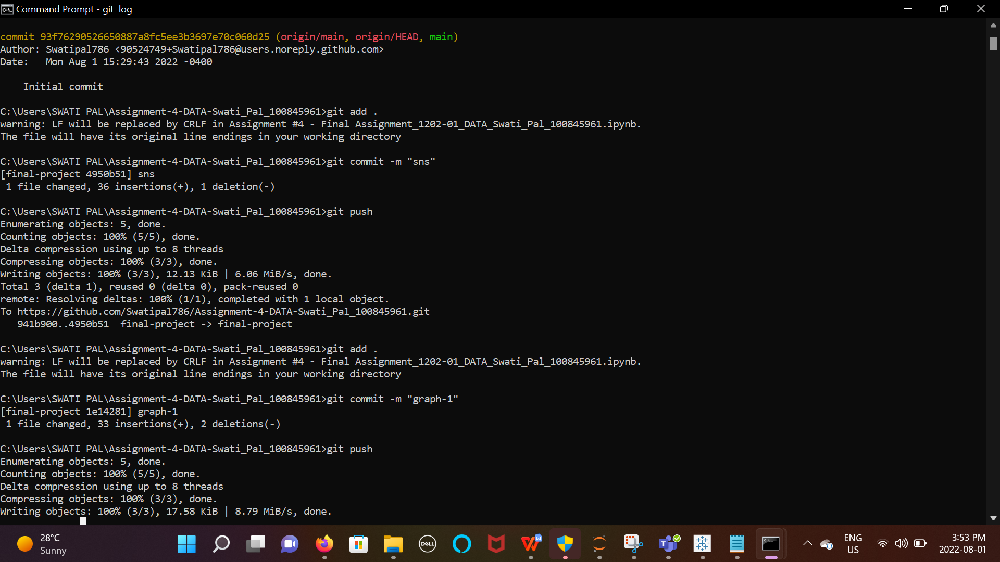 Command Prompt - git  log
commit 93f76290526650887a8fc5ee3b3697e70c060d25 (origin/main, origin/HEAD, main)
Author: Swatipal786 <90524749+Swatipal786@users.noreply.github.com>
Date:   Mon Aug 1 15:29:43 2022 -0400
    Initial commit
C:\Users\SWATI PAL\Assignment-4-DATA-Swati_Pal_100845961>git add .
warning: LF will be replaced by CRLF in Assignment #4 - Final Assignment_1202-01_DATA_Swati_Pal_100845961.ipynb.
The file will have its original line endings in your working directory
C:\Users\SWATI PAL\Assignment-4-DATA-Swati_Pal_100845961>git commit -m "sns"
[final-project 4950b51] sns
 1 file changed, 36 insertions(+), 1 deletion(-)
C:\Users\SWATI PAL\Assignment-4-DATA-Swati_Pal_100845961>git push
Enumerating objects: 5, done.
Counting objects: 100% (5/5), done.
Delta compression using up to 8 threads
Compressing objects: 100% (3/3), done.
Writing objects: 100% (3/3), 12.13 KiB | 6.06 MiB/s, done.
Total 3 (delta 1), reused 0 (delta 0), pack-reused 0
remote: Resolving deltas: 100% (1/1), completed with 1 local object.
To https://github.com/Swatipal786/Assignment-4-DATA-Swati_Pal_100845961.git
   941b900..4950b51  final-project -> final-project
C:\Users\SWATI PAL\Assignment-4-DATA-Swati_Pal_100845961>git add .
warning: LF will be replaced by CRLF in Assignment #4 - Final Assignment_1202-01_DATA_Swati_Pal_100845961.ipynb.
The file will have its original line endings in your working directory
C:\Users\SWATI PAL\Assignment-4-DATA-Swati_Pal_100845961>git commit -m "graph-1"
[final-project 1e14281] graph-1
 1 file changed, 33 insertions(+), 2 deletions(-)
C:\Users\SWATI PAL\Assignment-4-DATA-Swati_Pal_100845961>git push
Enumerating objects: 5, done.
Counting objects: 100% (5/5), done.
Delta compression using up to 8 threads
Compressing objects: 100% (3/3), done.
Writing objects: 100% (3/3), 17.58 KiB | 8.79 MiB/s, done.
28°C
Sunny
DELL
ENG
US
3:53 PM
2022-08-01